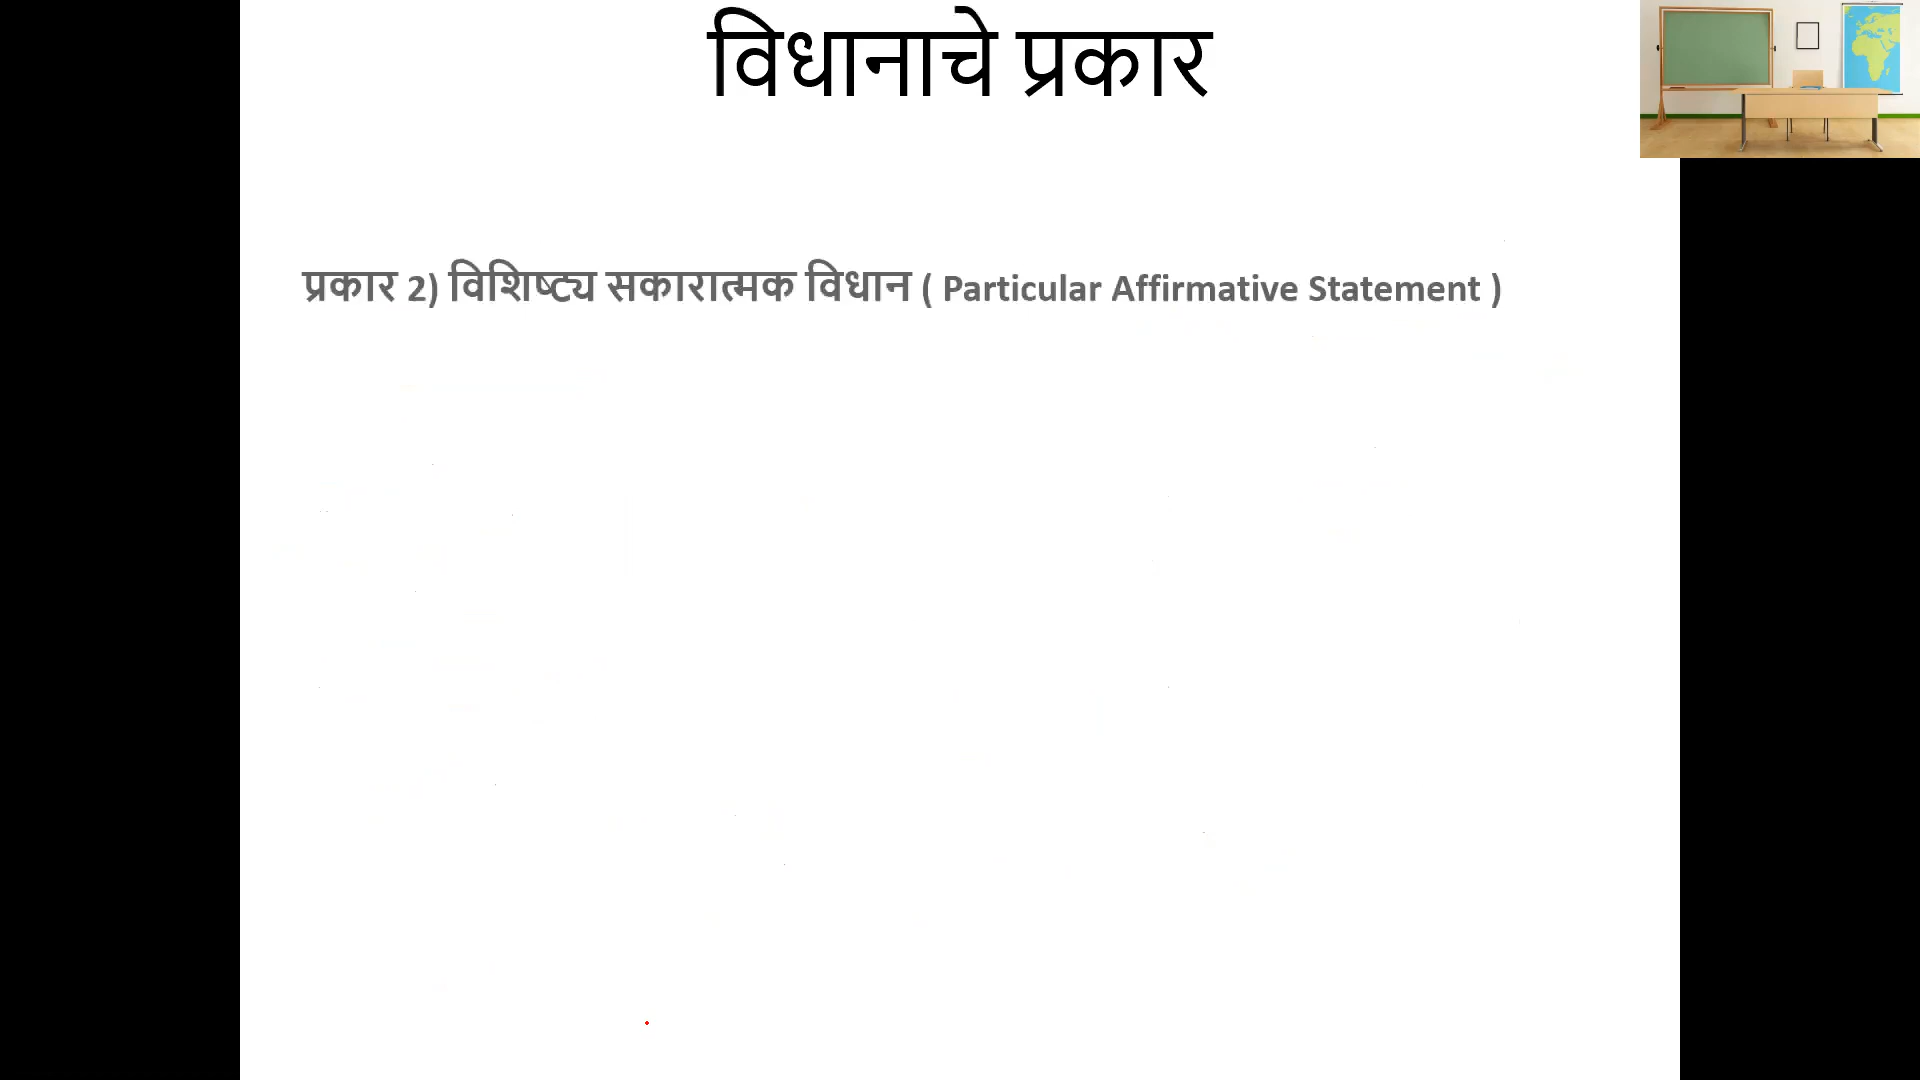 विधानाचे प्रकार
प्रकार 2) विशिष्ट्य सकारात्मक विधान ( Particular Affirmative Statement )